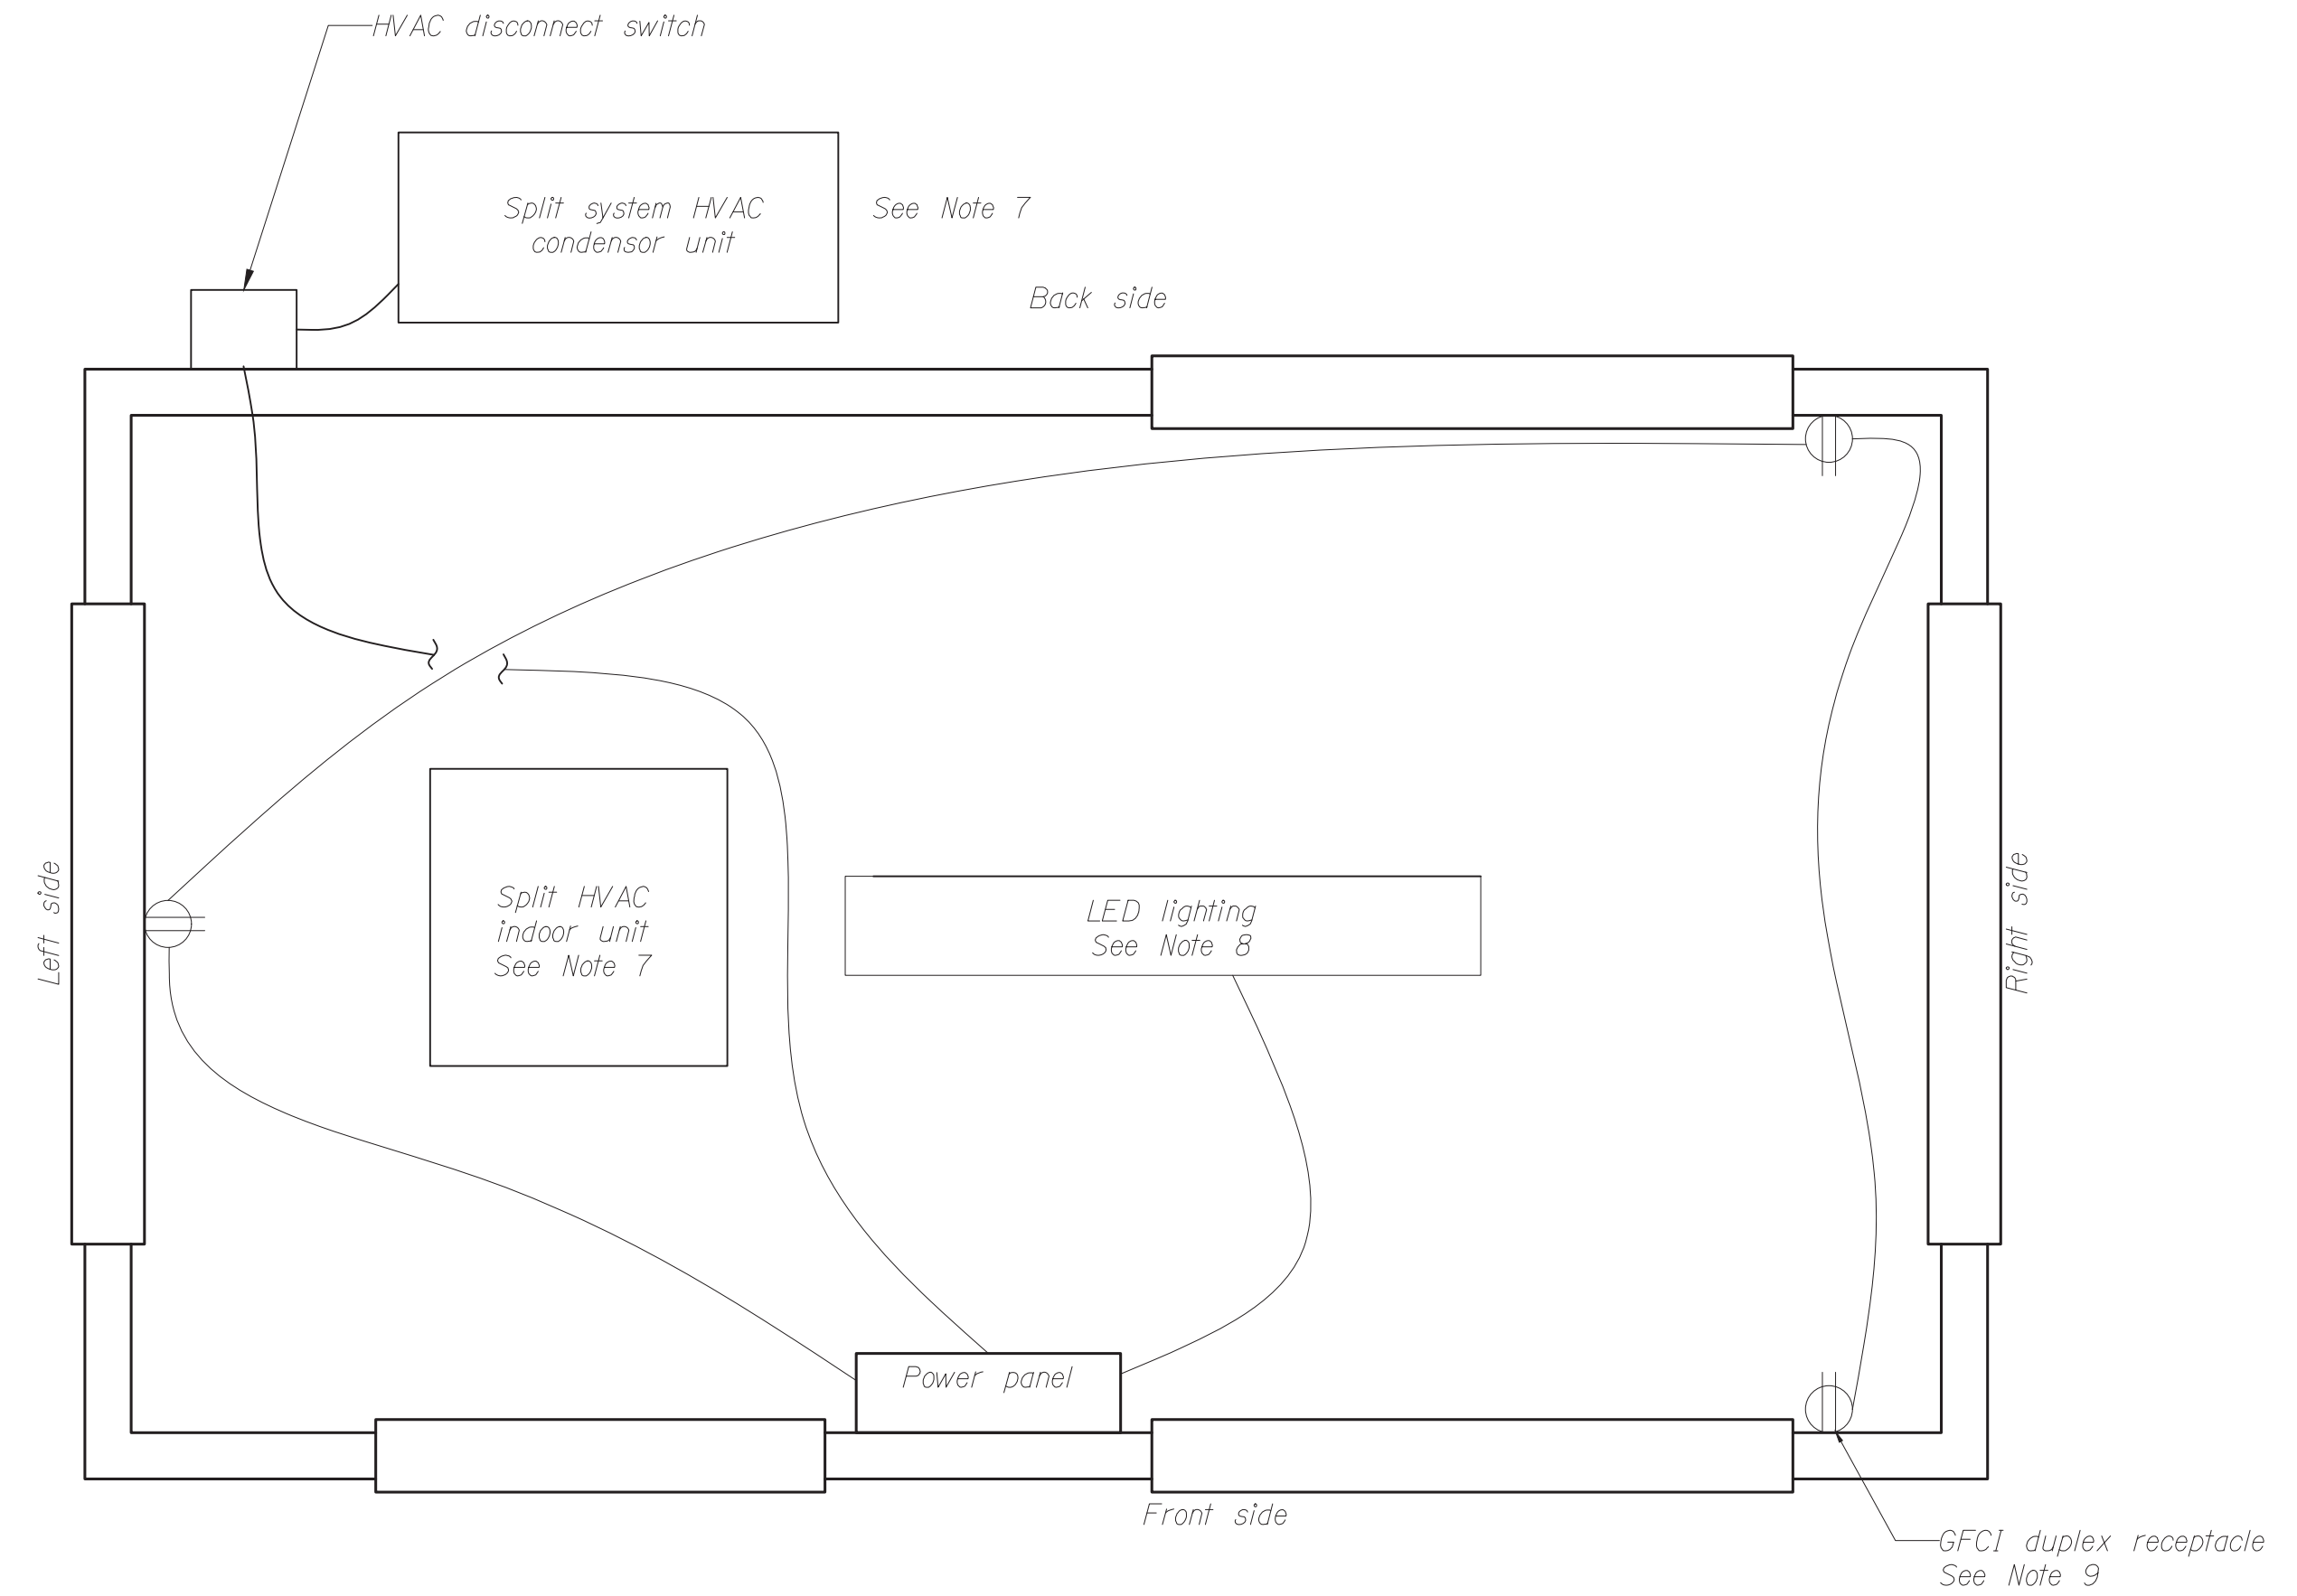 HVAC disconect switch
Split system HVAC
condensor unit
See Note 7
Back side
Left side
Split HVAC
indoor unit
See Note 7
LED lighting
See Note 8
Right side
Power panel
Front side
GFCI duplex receptacle
See Note 9